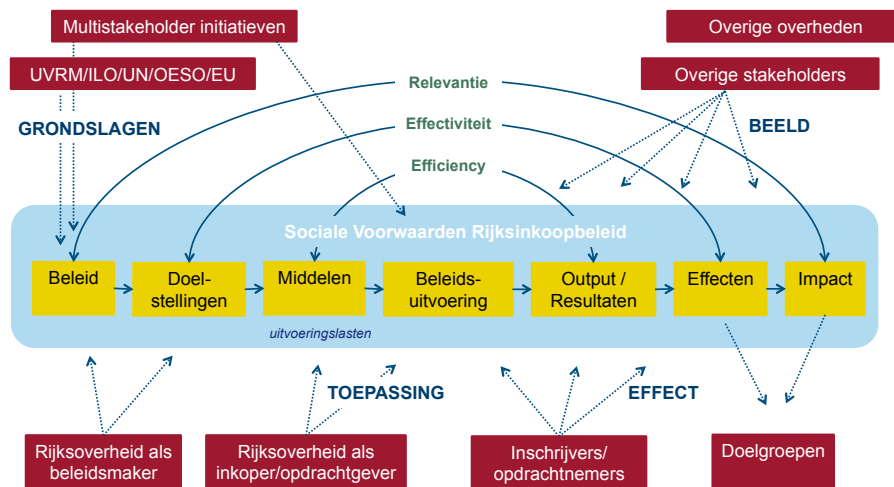 Multistakeholder initiatieven
Overige overheden
UVRM/ILO/UN/OESO/EU
Overige stakeholders
Relevantie
GRONDSLAGEN
Effectiviteit
BEELD
Efficiency
Sociale Voorwaarden Rijksinkoopbeleid
Beleid
Doel-
stellingen
Middelen
Beleids-
uitvoering
Output /
Resultaten
Effecten
Impact
uitvoeringslasten
TOEPASSING
EFFECT
Rijksoverheid als
beleidsmaker
Rijksoverheid als
inkoper/opdrachtgever
Inschrijvers/
opdrachtnemers
Doelgroepen